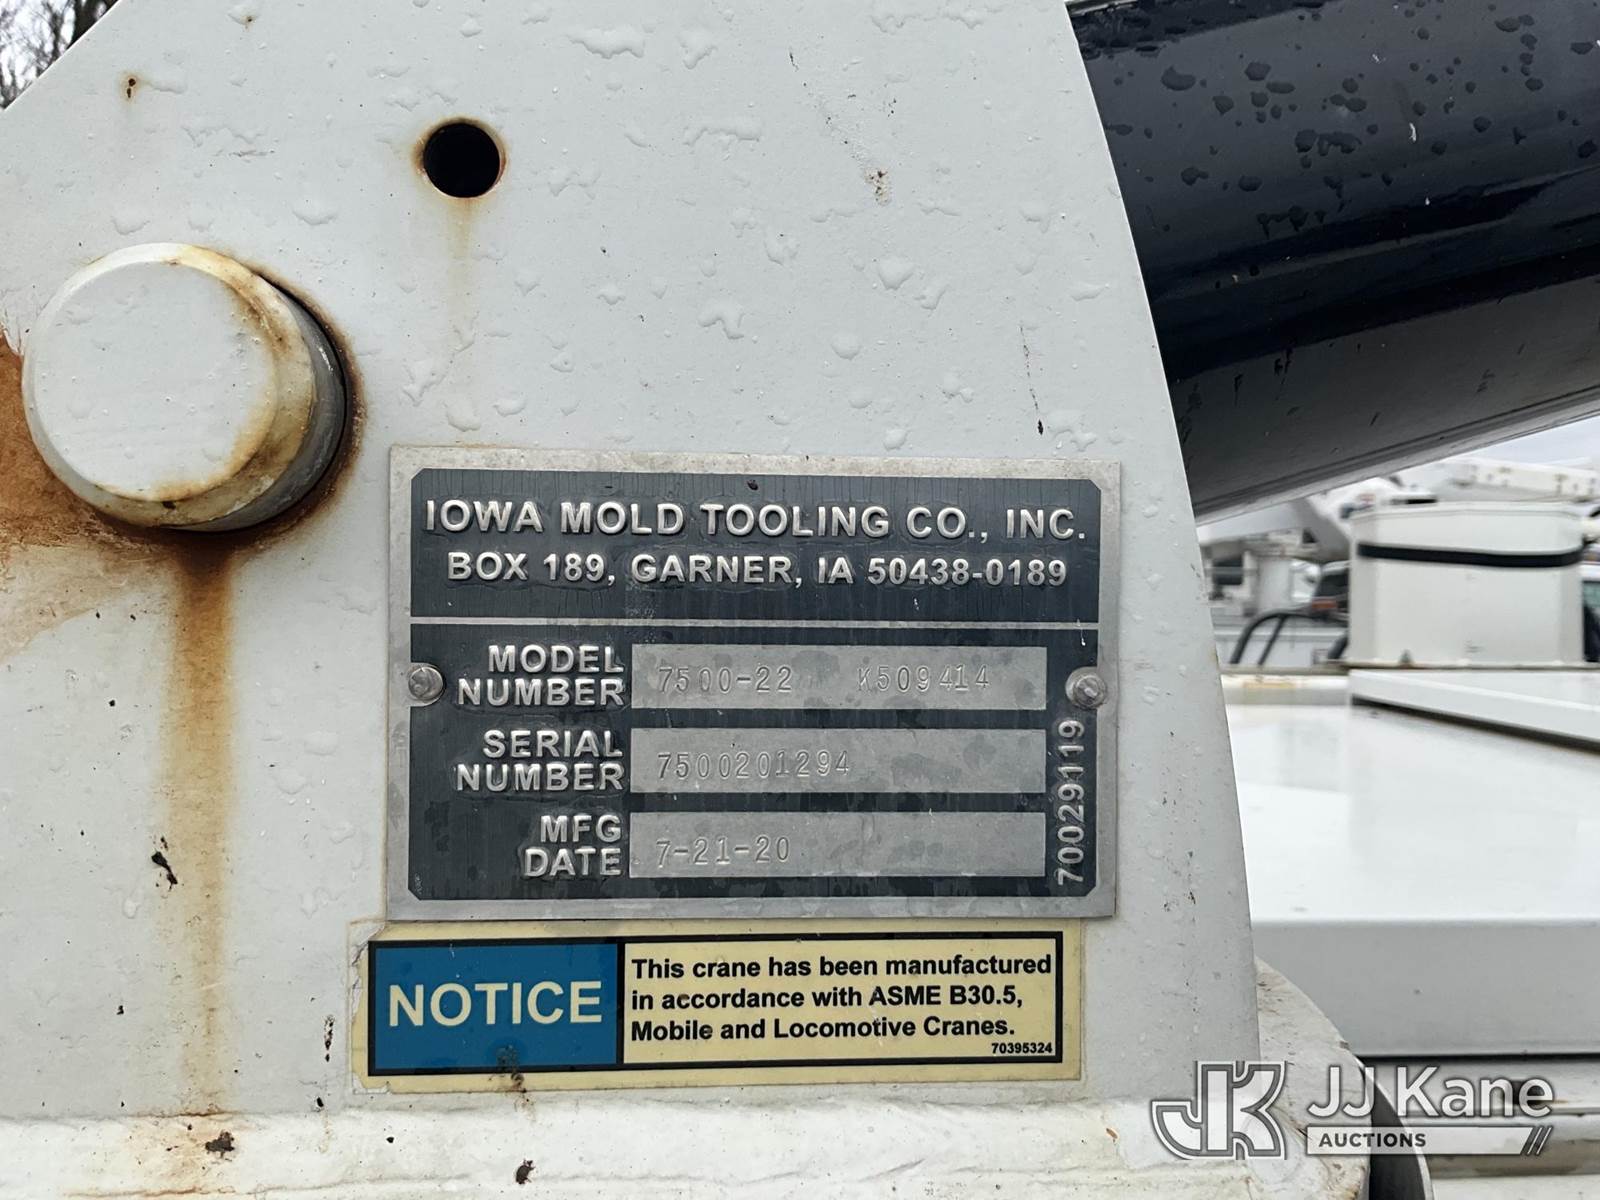 IOWA MOLD TOOLING CO., INC.
BOX 189, GARNER, IA 50438-0189
MODEL NUMBER 7500-22 K509414
SERIAL NUMBER 7500201294
MFG DATE 7-21-20
70029119
NOTICE
This crane has been manufactured
in accordance with ASME B30.5,
Mobile and Locomotive Cranes.
70395324
JK JJ Kane
AUCTIONS